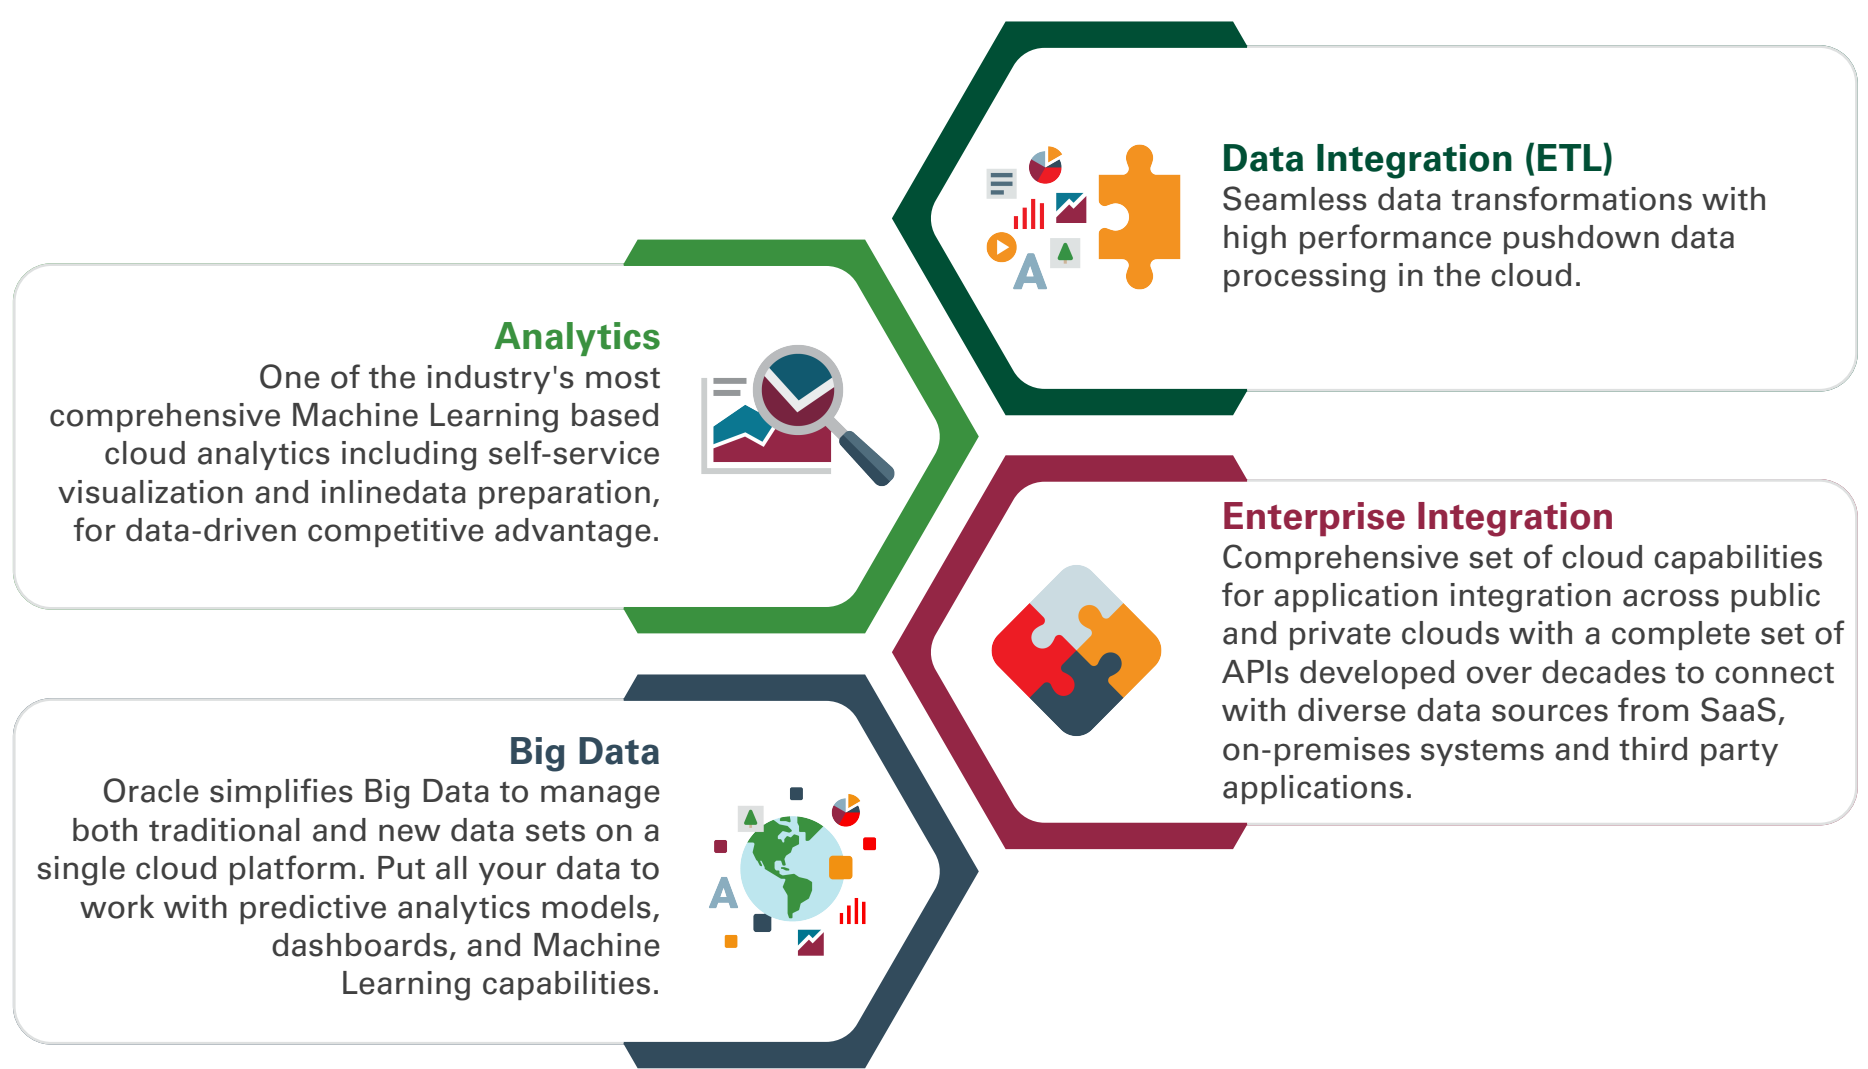 Data Integration (ETL)
Seamless data transformations with
high performance pushdown data
processing in the cloud.
Analytics
One of the industry's most
comprehensive Machine Learning based
cloud analytics including self-service
visualization and inlinedata preparation,
for data-driven competitive advantage.
Enterprise Integration
Comprehensive set of cloud capabilities
for application integration across public
and private clouds with a complete set of
APIs developed over decades to connect
with diverse data sources from SaaS,
on-premises systems and third party
applications.
Big Data
Oracle simplifies Big Data to manage
both traditional and new data sets on a
single cloud platform. Put all your data to
work with predictive analytics models,
dashboards, and Machine
Learning capabilities.
A
A